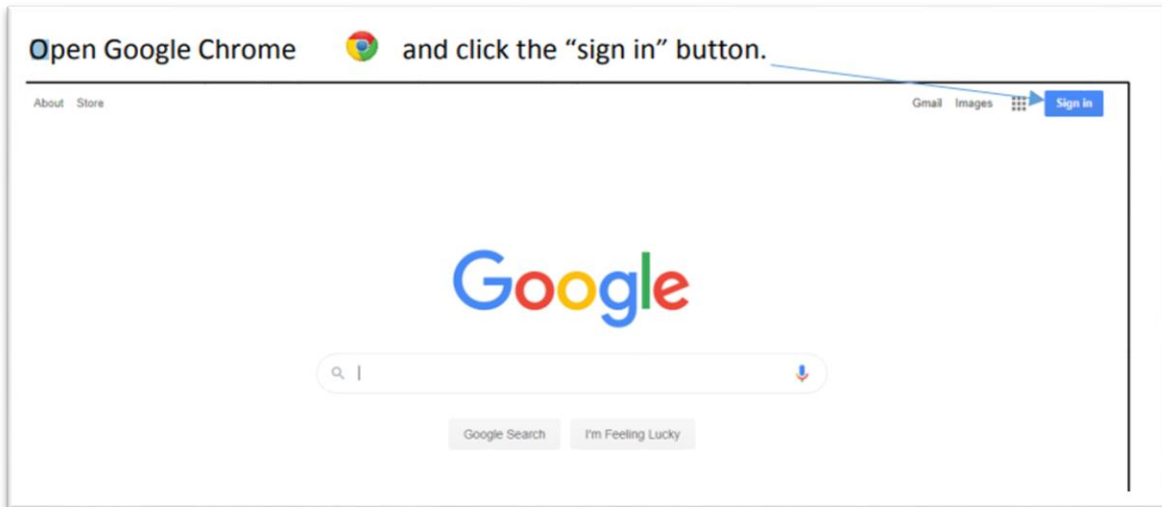 Open Google Chrome and click the “sign in” button.
About Store Gmail Images Sign in
Google
Google Search I'm Feeling Lucky